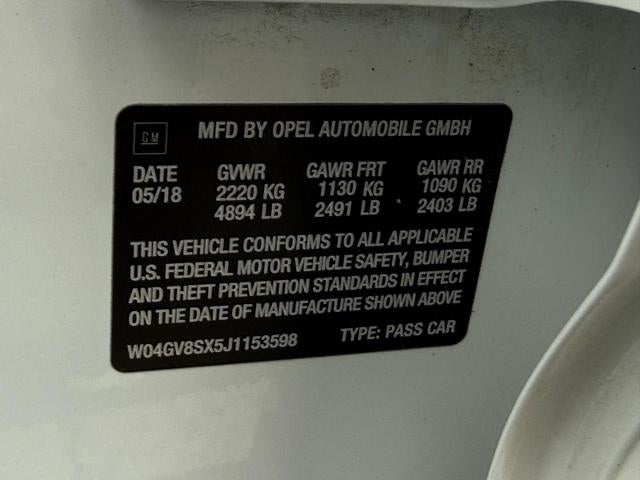 GM MFD BY OPEL AUTOMOBILE GMBH
DATE GVWR GAWR FRT GAWR RR
05/18 2220 KG 1130 KG 1090 KG
4894 LB 2491 LB 2403 LB
THIS VEHICLE CONFORMS TO ALL APPLICABLE
U.S. FEDERAL MOTOR VEHICLE SAFETY, BUMPER
AND THEFT PREVENTION STANDARDS IN EFFECT
ON THE DATE OF MANUFACTURE SHOWN ABOVE
W04GV8SX5J1153598 TYPE: PASS CAR